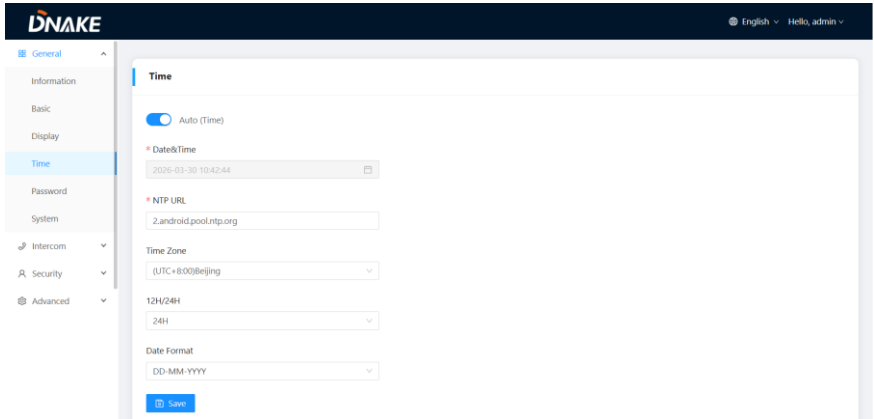 DNAKE
English
Hello, admin
General
Information
Basic
Display
Time
Password
System
Intercom
Security
Advanced
Time
Auto (Time)
* Date&Time
2026-03-30 10:42:44
* NTP URL
2.android.pool.ntp.org
Time Zone
(UTC+8:00)Beijing
12H/24H
24H
Date Format
DD-MM-YYYY
Save